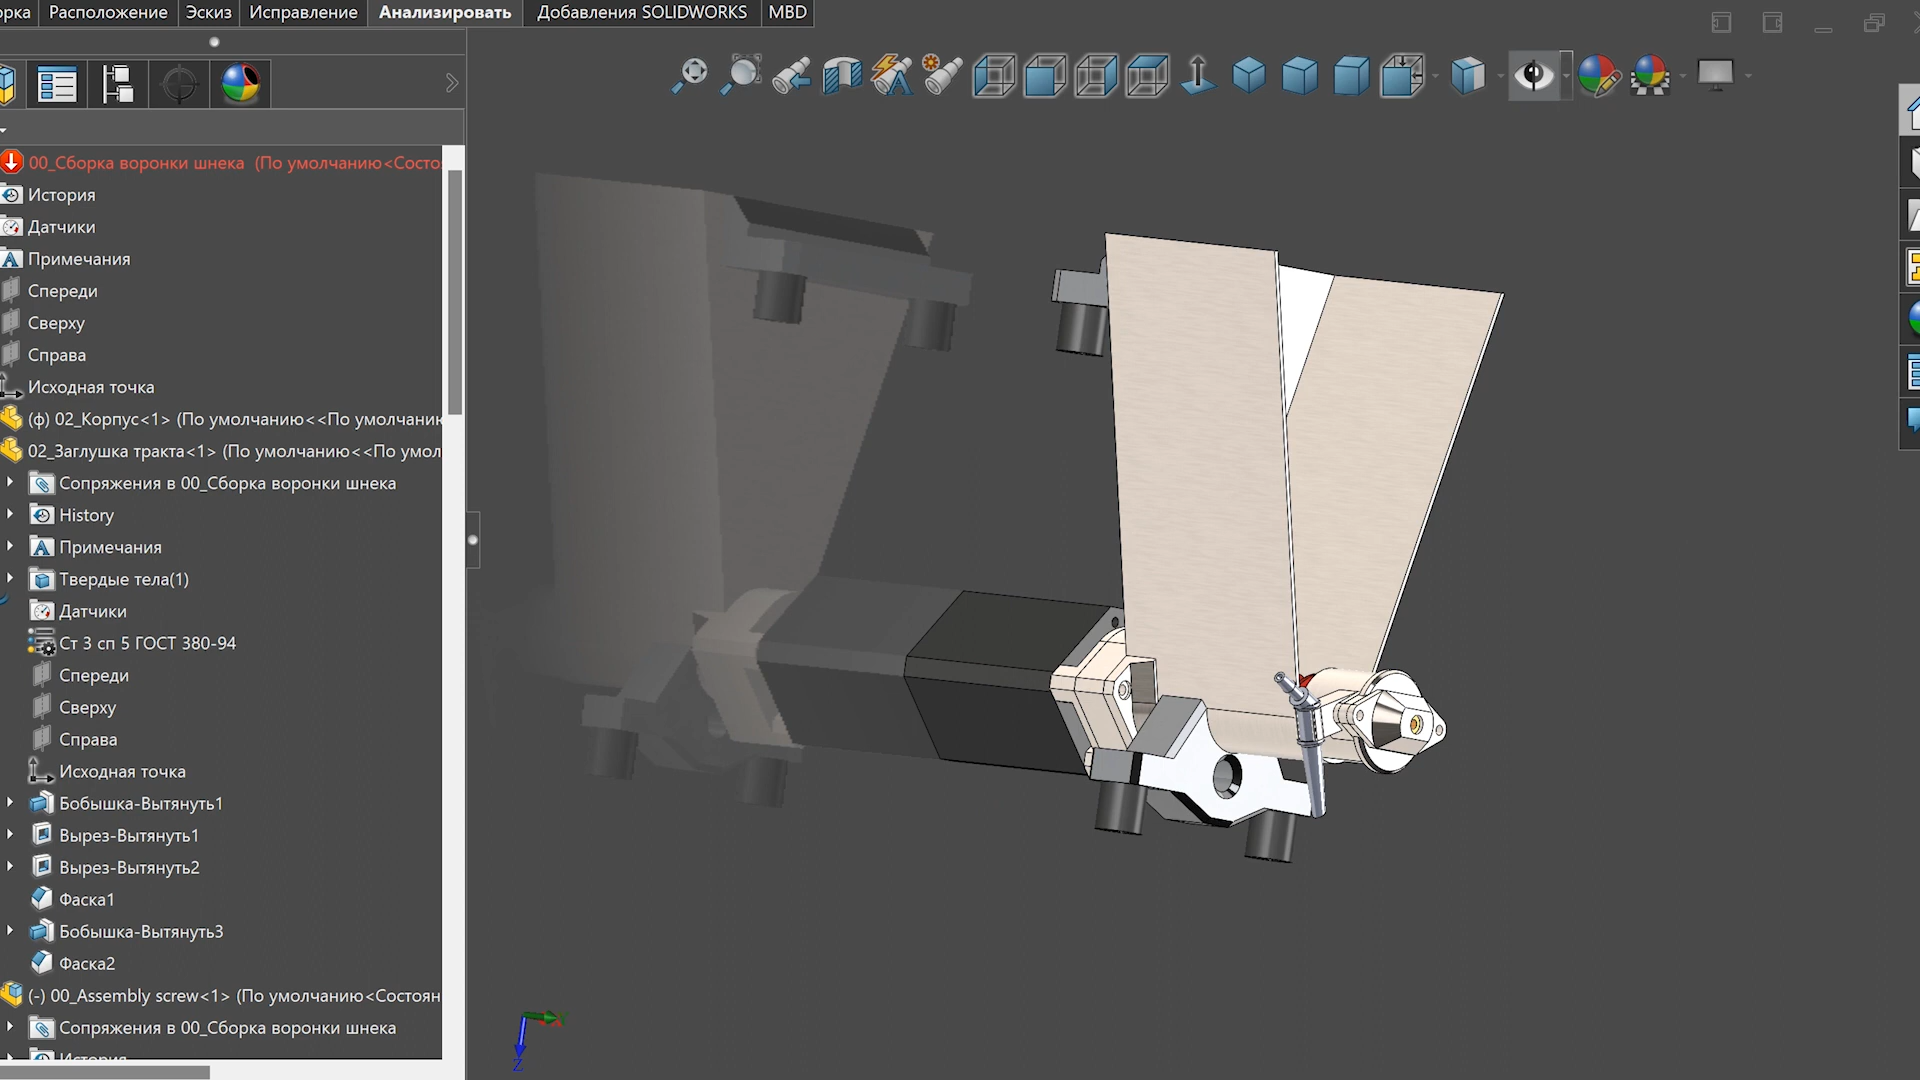 рка Расположение Эскиз Исправление Анализировать Добавления SOLIDWORKS MBD
00_Сборка воронки шнека (По умолчанию<Состо
История
Датчики
Примечания
Спереди
Сверху
Справа
Исходная точка
(ф) 02_Корпус<1> (По умолчанию<<По умолчани
02_Заглушка тракта<1> (По умолчанию<<По умол
Сопряжения в 00_Сборка воронки шнека
History
Примечания
Твердые тела(1)
Датчики
Ст 3 сп 5 ГОСТ 380-94
Спереди
Сверху
Справа
Исходная точка
Бобышка-Вытянуть1
Вырез-Вытянуть1
Вырез-Вытянуть2
Фаска1
Бобышка-Вытянуть3
Фаска2
(-) 00_Assembly screw<1> (По умолчанию<Состоян
Сопряжения в 00_Сборка воронки шнека
История
Z